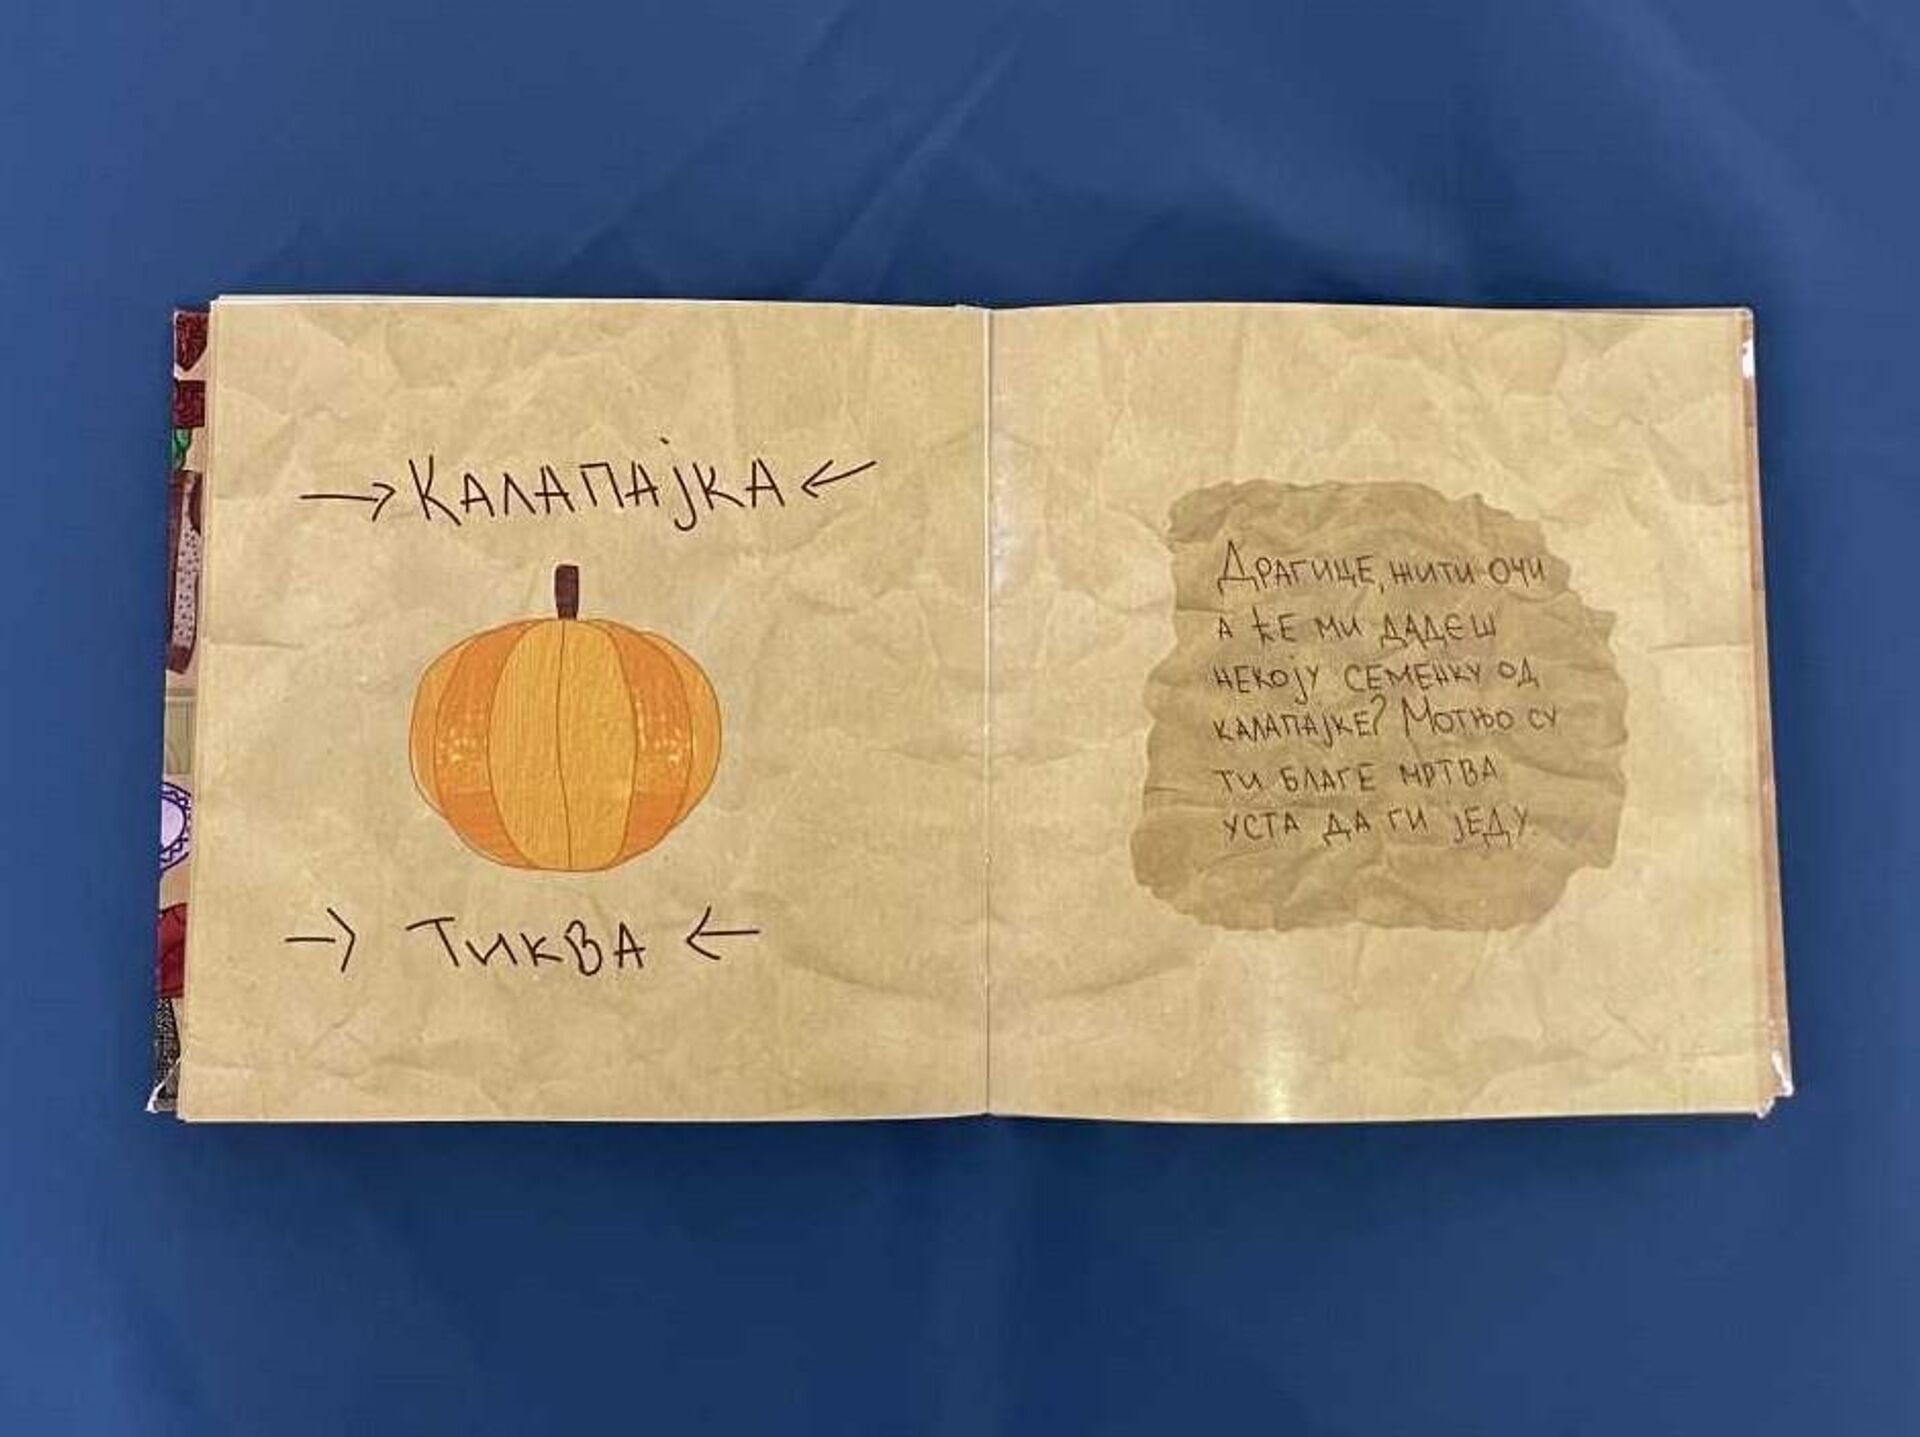 →КАЛАПАЈКА←
→ ТИКВА ←
ДРАГИЦЕ, ЖИТИ ОЧИ
А ЋЕ МИ ДАДЕШ
НЕКОЈУ СЕМЕНКУ ОД
КАЛАПАЈКЕ? МОТЊО СУ
ТИ БЛАГЕ МРТВА
УСТА ДА ГИ ЈЕДУ.